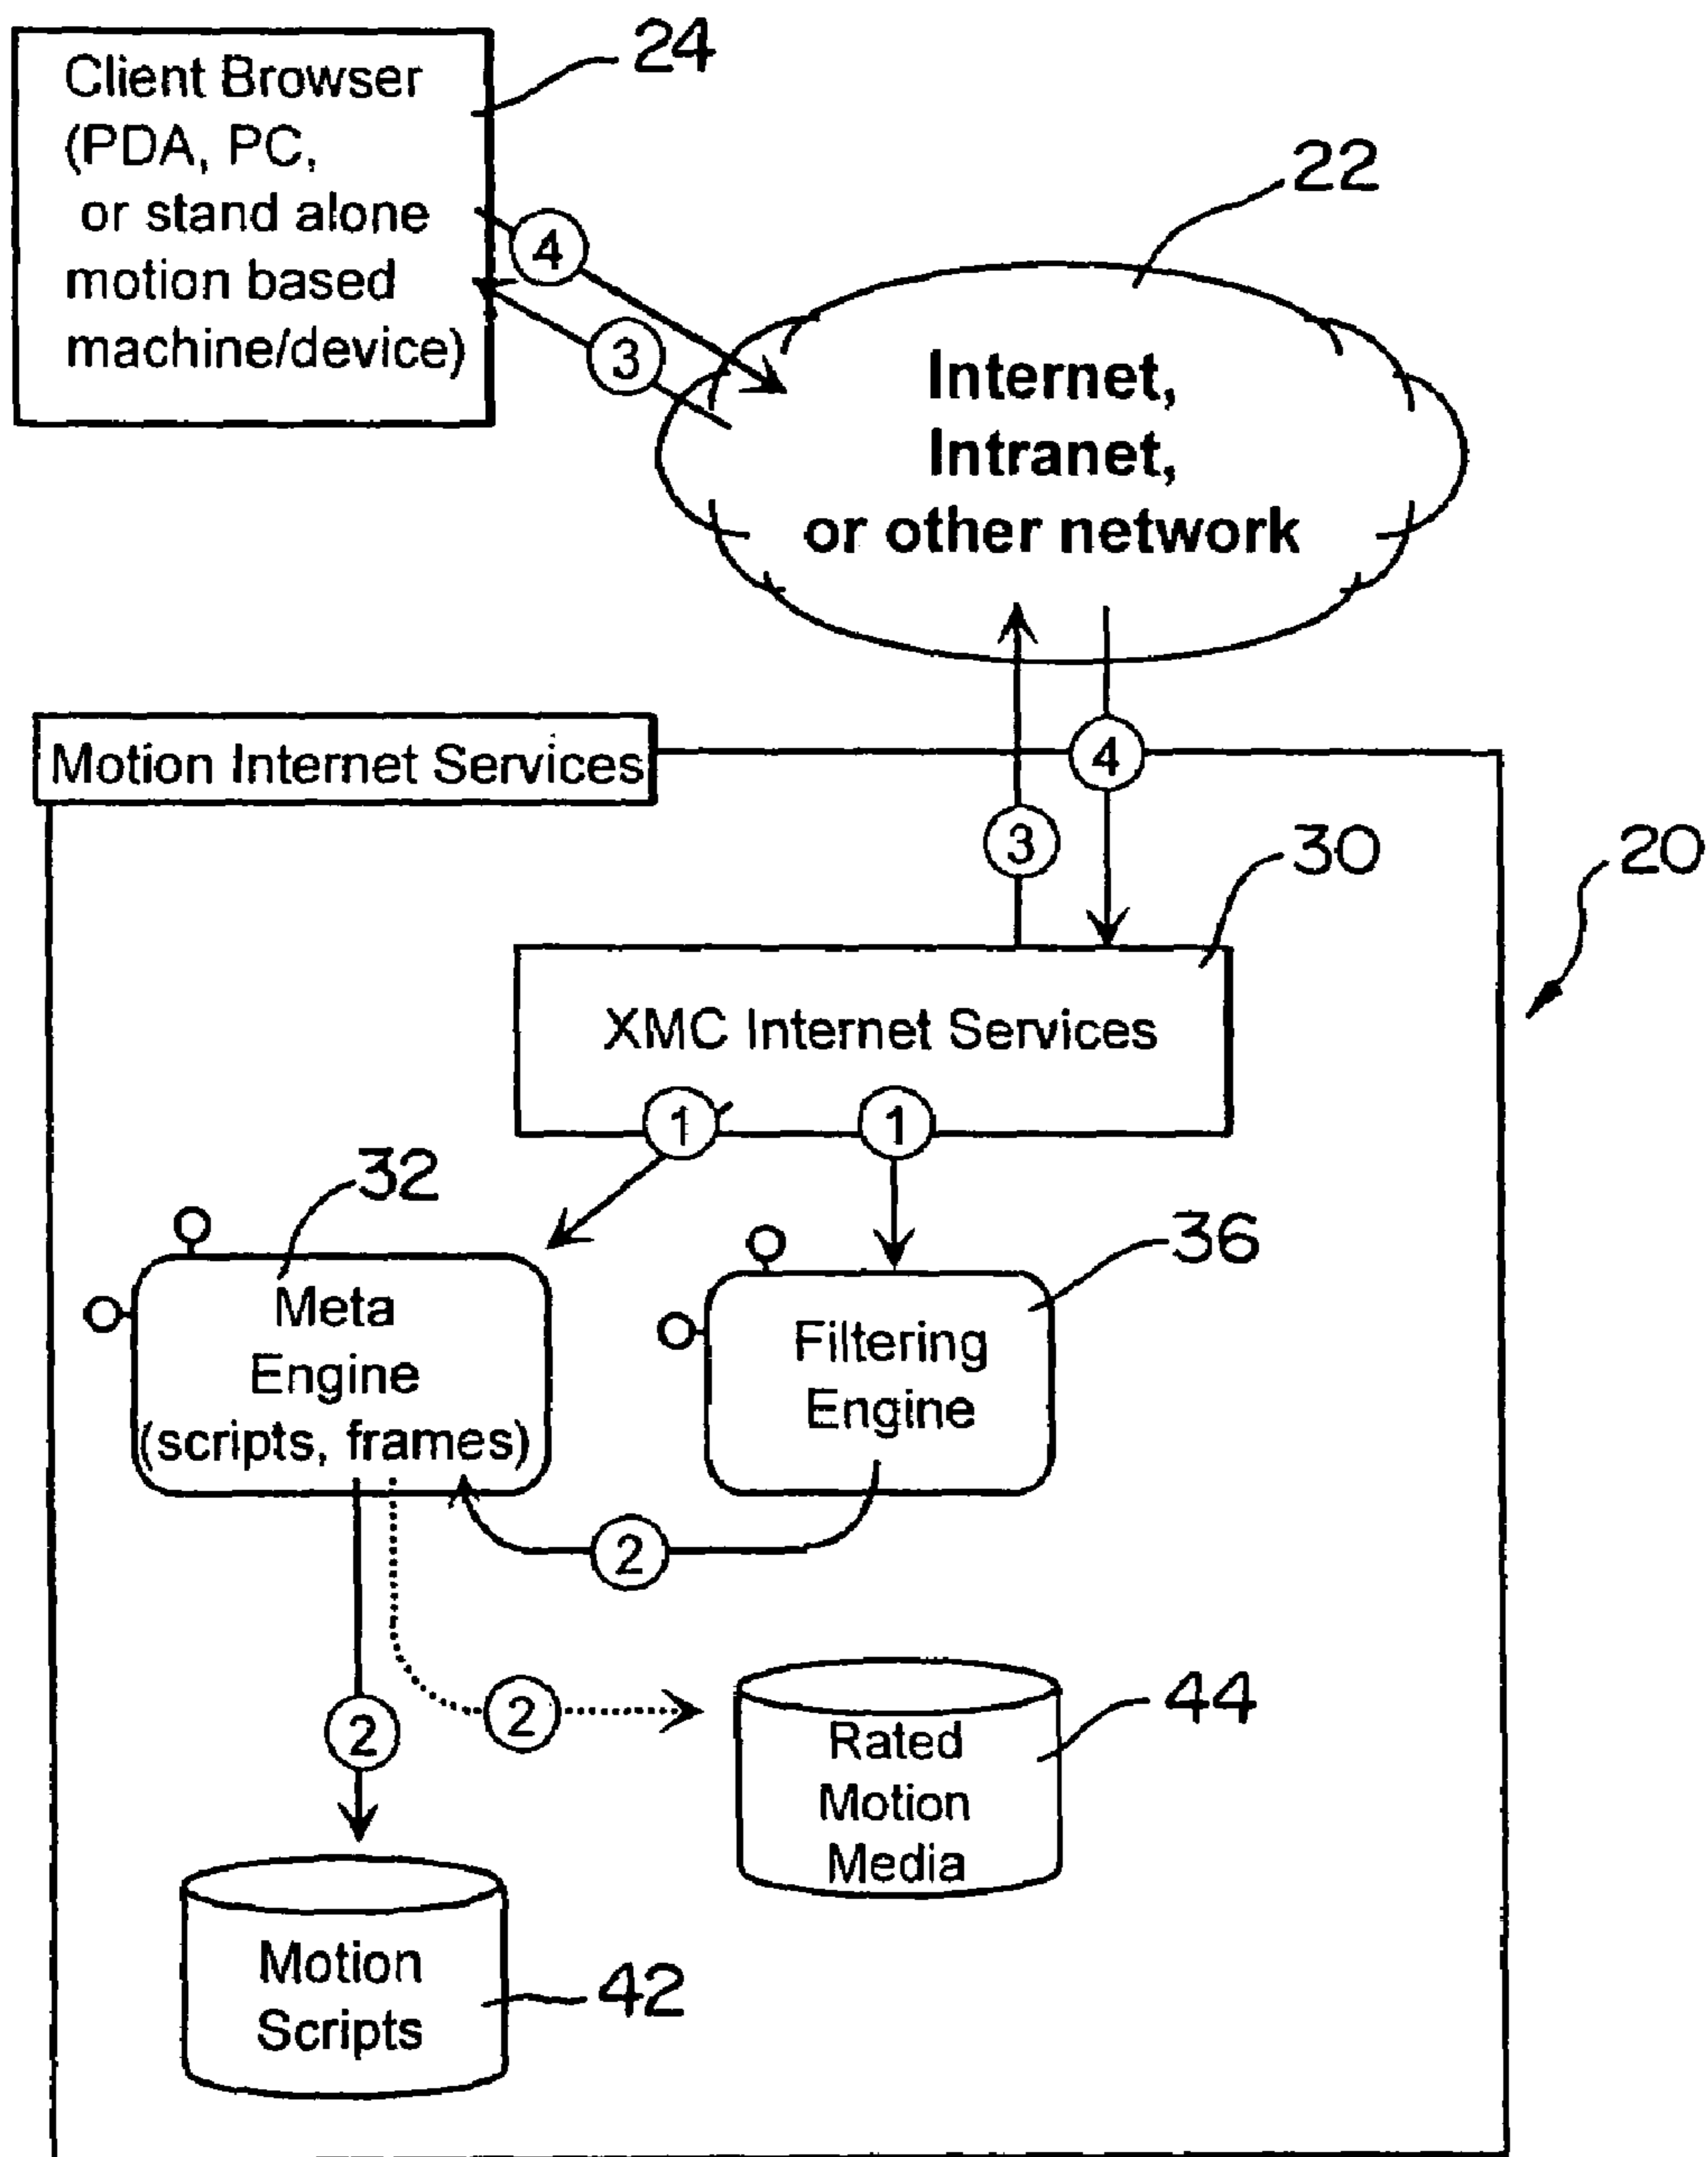 Client Browser
(PDA, PC,
or stand alone
motion based
machine/device)
24
22
4
3
Internet,
Intranet,
or other network
Motion Internet Services
4
3
30
20
XMC Internet Services
1
1
32
36
Meta
Engine
(scripts, frames)
Filtering
Engine
2
2
2
44
Rated
Motion
Media
Motion
Scripts
42